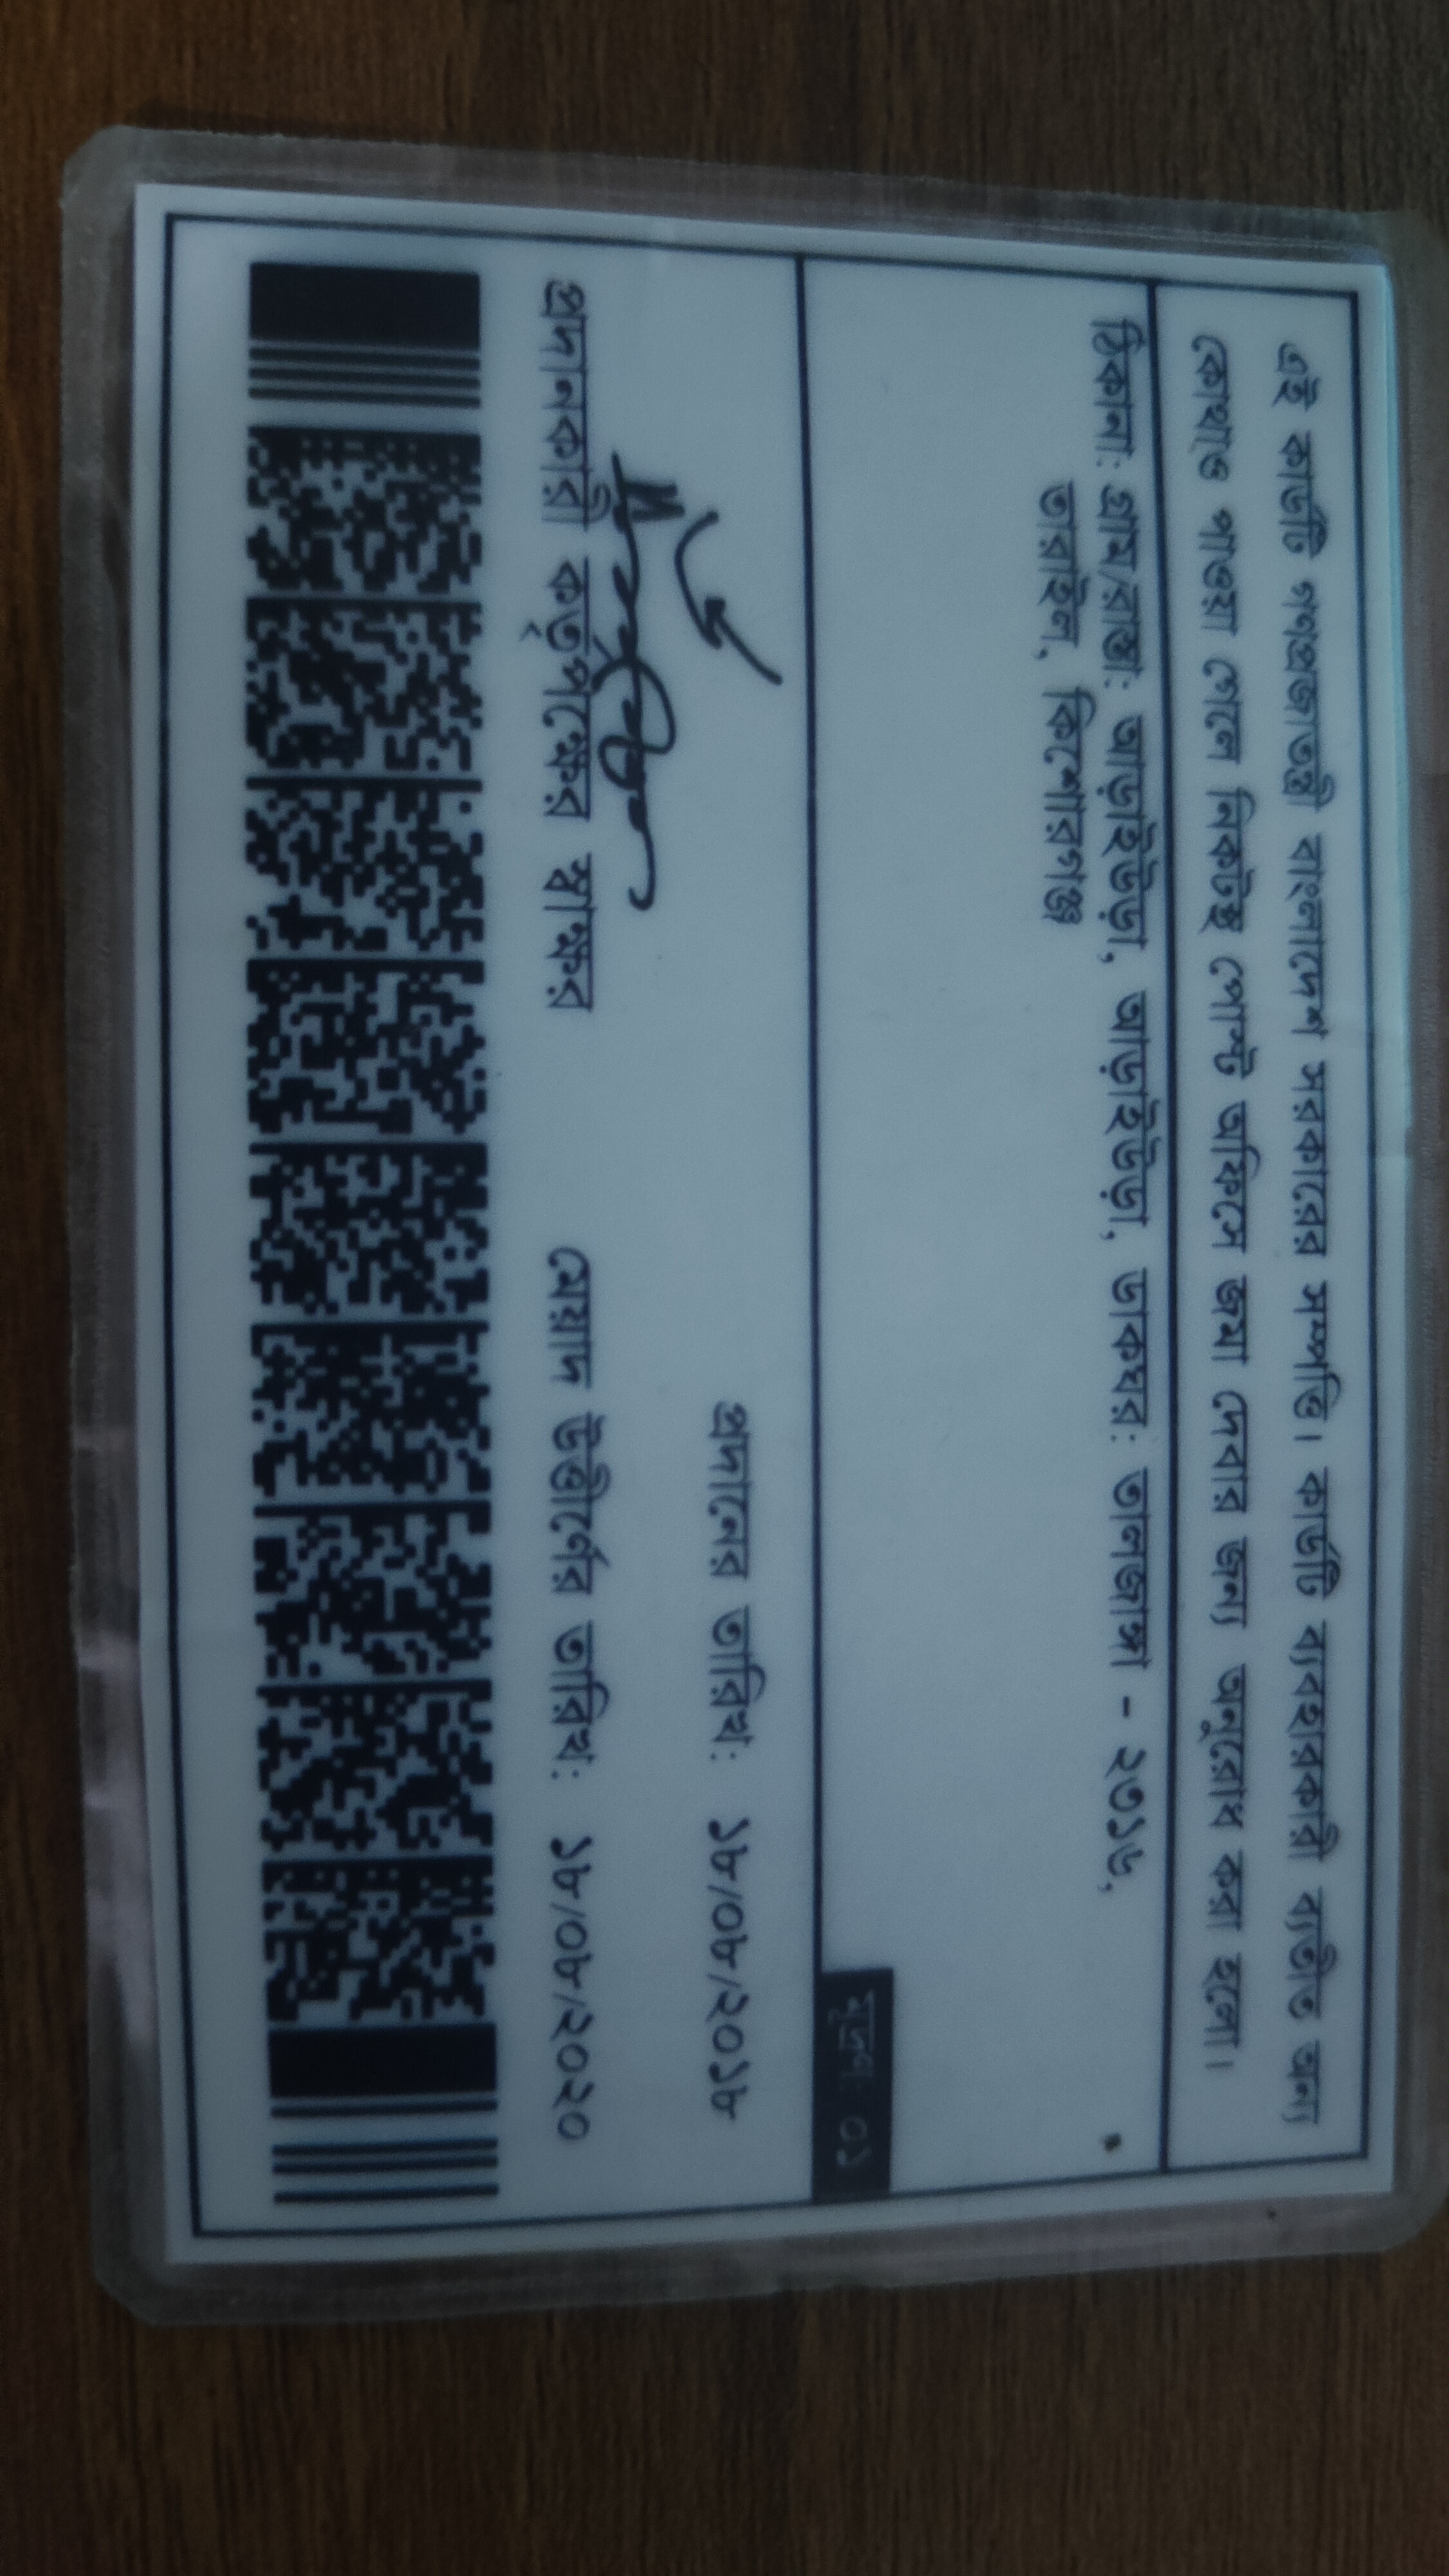 এই কার্ডটি গণপ্রজাতন্ত্রী বাংলাদেশ সরকারের সম্পত্তি। কার্ডটি ব্যবহারকারী ব্যতীত অন্য
কোথাও পাওয়া গেলে নিকটস্থ পোস্ট অফিসে জমা দেবার জন্য অনুরোধ করা হলো।
ঠিকানা: গ্রাম/রাস্তা: আড়াইউড়া, আড়াইউড়া, ডাকঘর: তালজাঙ্গা - ২৩১৬,
তারাইল, কিশোরগঞ্জ
মুদ্রণ: ০১
প্রদানের তারিখ: ১৮/০৮/২০১৮
প্রদানকারী কর্তৃপক্ষের স্বাক্ষর মেয়াদ উত্তীর্ণের তারিখ: ১৮/০৮/২০২০